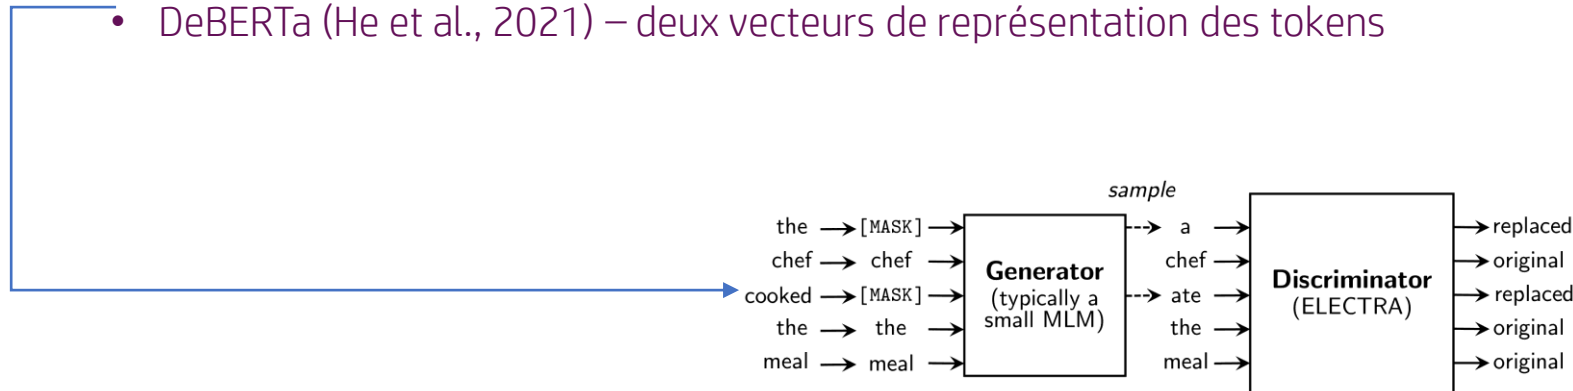 • DeBERTa (He et al., 2021) – deux vecteurs de représentation des tokens
sample
the [MASK] a replaced
chef chef chef original
cooked [MASK] ate replaced
the the the original
meal meal meal original
Generator
(typically a
small MLM)
Discriminator
(ELECTRA)